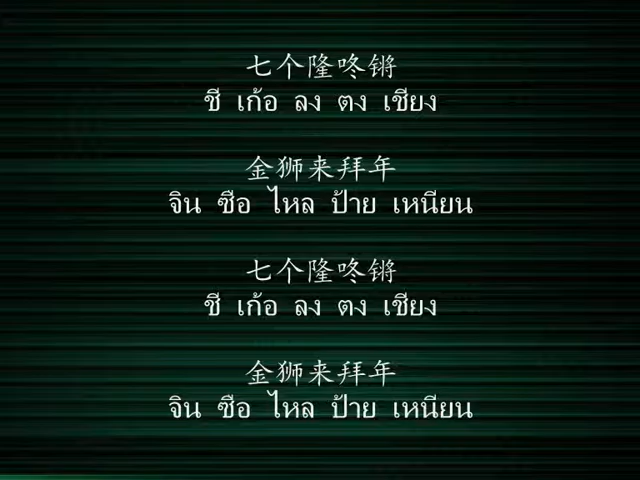 七个隆咚锵
ชี เก้อ ลง ตง เชียง
金狮来拜年
จิน ซือ ไหล ป้าย เหนียน
七个隆咚锵
ชี เก้อ ลง ตง เชียง
金狮来拜年
จิน ซือ ไหล ป้าย เหนียน